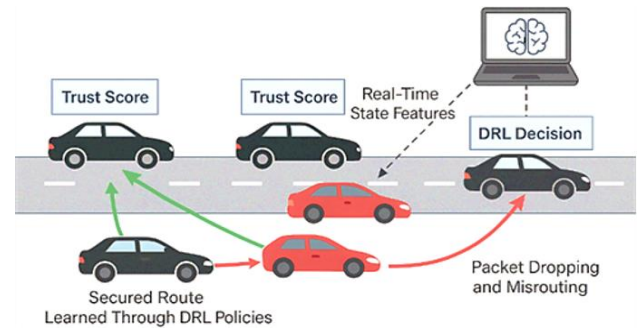 Trust Score
Trust Score
Real-Time
State Features
DRL Decision
Packet Dropping
and Misrouting
Secured Route
Learned Through DRL Policies